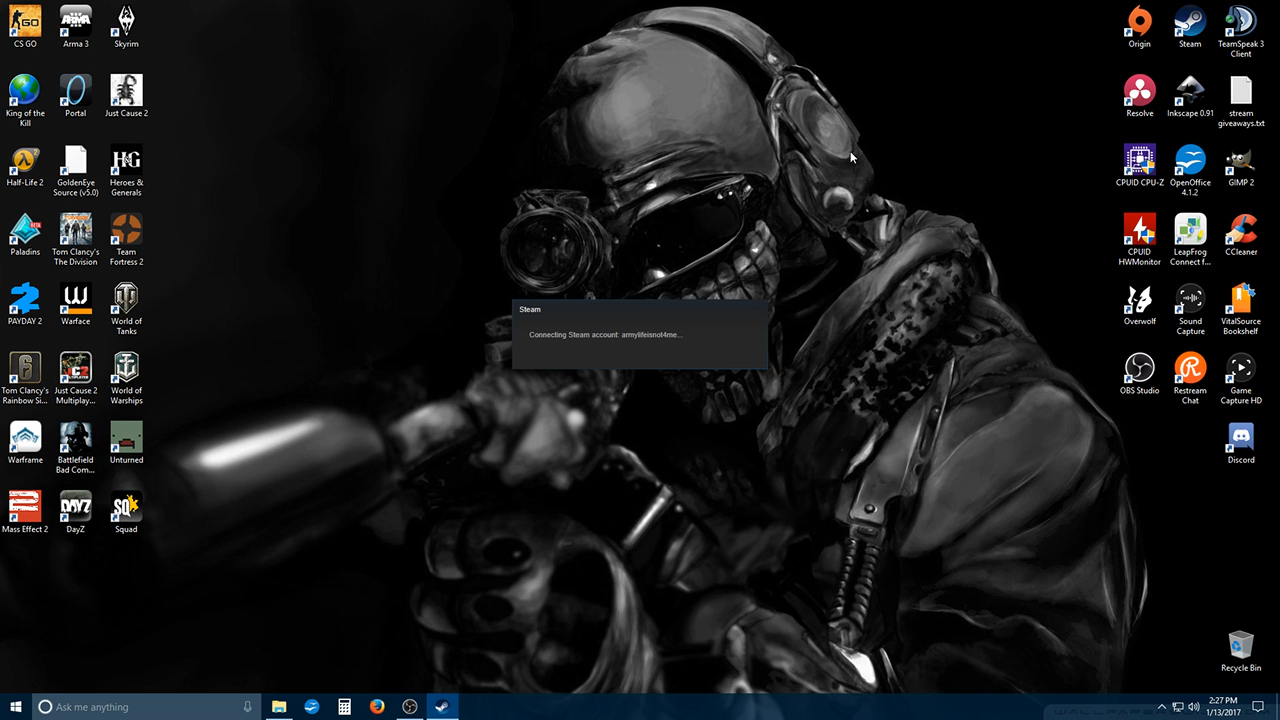 CS GO
Arma 3
Skyrim
King of the
Kill
Portal
Just Cause 2
Half-Life 2
GoldenEye
Source (v5.0)
Heroes &
Generals
Paladins
Tom Clancy's
The Division
Team
Fortress 2
PAYDAY 2
Warface
World of
Tanks
Tom Clancy's
Rainbow Si...
Just Cause 2
Multiplay...
World of
Warships
Warframe
Battlefield
Bad Com...
Unturned
Mass Effect 2
DayZ
Squad
Steam
Connecting Steam account: armylifeisnot4me...
Origin
Steam
TeamSpeak 3
Client
Resolve
Inkscape 0.91
stream
giveaways.txt
CPUID CPU-Z
OpenOffice
4.1.2
GIMP 2
CPUID
HWMonitor
LeapFrog
Connect f...
CCleaner
Overwolf
Sound
Capture
VitalSource
Bookshelf
OBS Studio
Restream
Chat
Game
Capture HD
Discord
Recycle Bin
Ask me anything
2:27 PM
1/13/2017